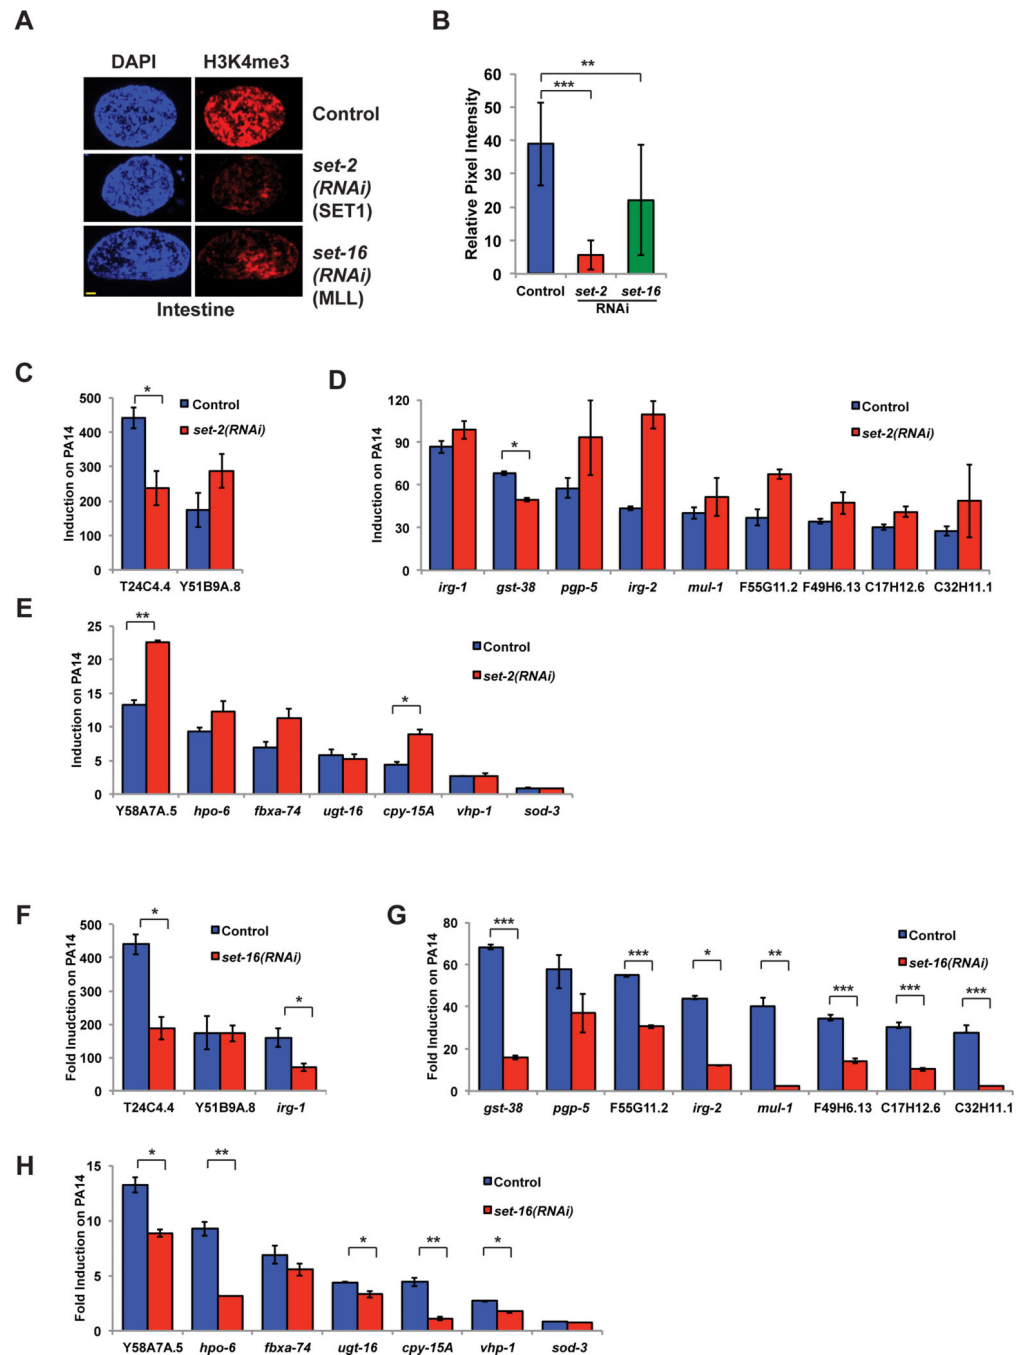 A
DAPI H3K4me3
Control
set-2
(RNAi)
(SET1)
set-16
(RNAi)
(MLL)
Intestine
B
Relative Pixel Intensity
60
50
40
30
20
10
0
**
***
Control set-2 set-16
RNAi
C
Induction on PA14
500
400
300
200
100
0
*
Control
set-2(RNAi)
T24C4.4 Y51B9A.8
D
Induction on PA14
120
90
60
30
0
*
Control
set-2(RNAi)
irg-1 gst-38 pgp-5 irg-2 mul-1 F55G11.2 F49H6.13 C17H12.6 C32H11.1
E
Induction on PA14
25
20
15
10
5
0
**
*
Control
set-2(RNAi)
Y58A7A.5 hpo-6 fbxa-74 ugt-16 cpy-15A vhp-1 sod-3
F
Fold Inudction on PA14
500
400
300
200
100
0
*
*
Control
set-16(RNAi)
T24C4.4 Y51B9A.8 irg-1
G
Fold Induction on PA14
80
60
40
20
0
*** *** * ** *** *** ***
Control
set-16(RNAi)
gst-38 pgp-5 F55G11.2 irg-2 mul-1 F49H6.13 C17H12.6 C32H11.1
H
Fold Induction on PA14
15
10
5
0
* ** * ** *
Control
set-16(RNAi)
Y58A7A.5 hpo-6 fbxa-74 ugt-16 cpy-15A vhp-1 sod-3